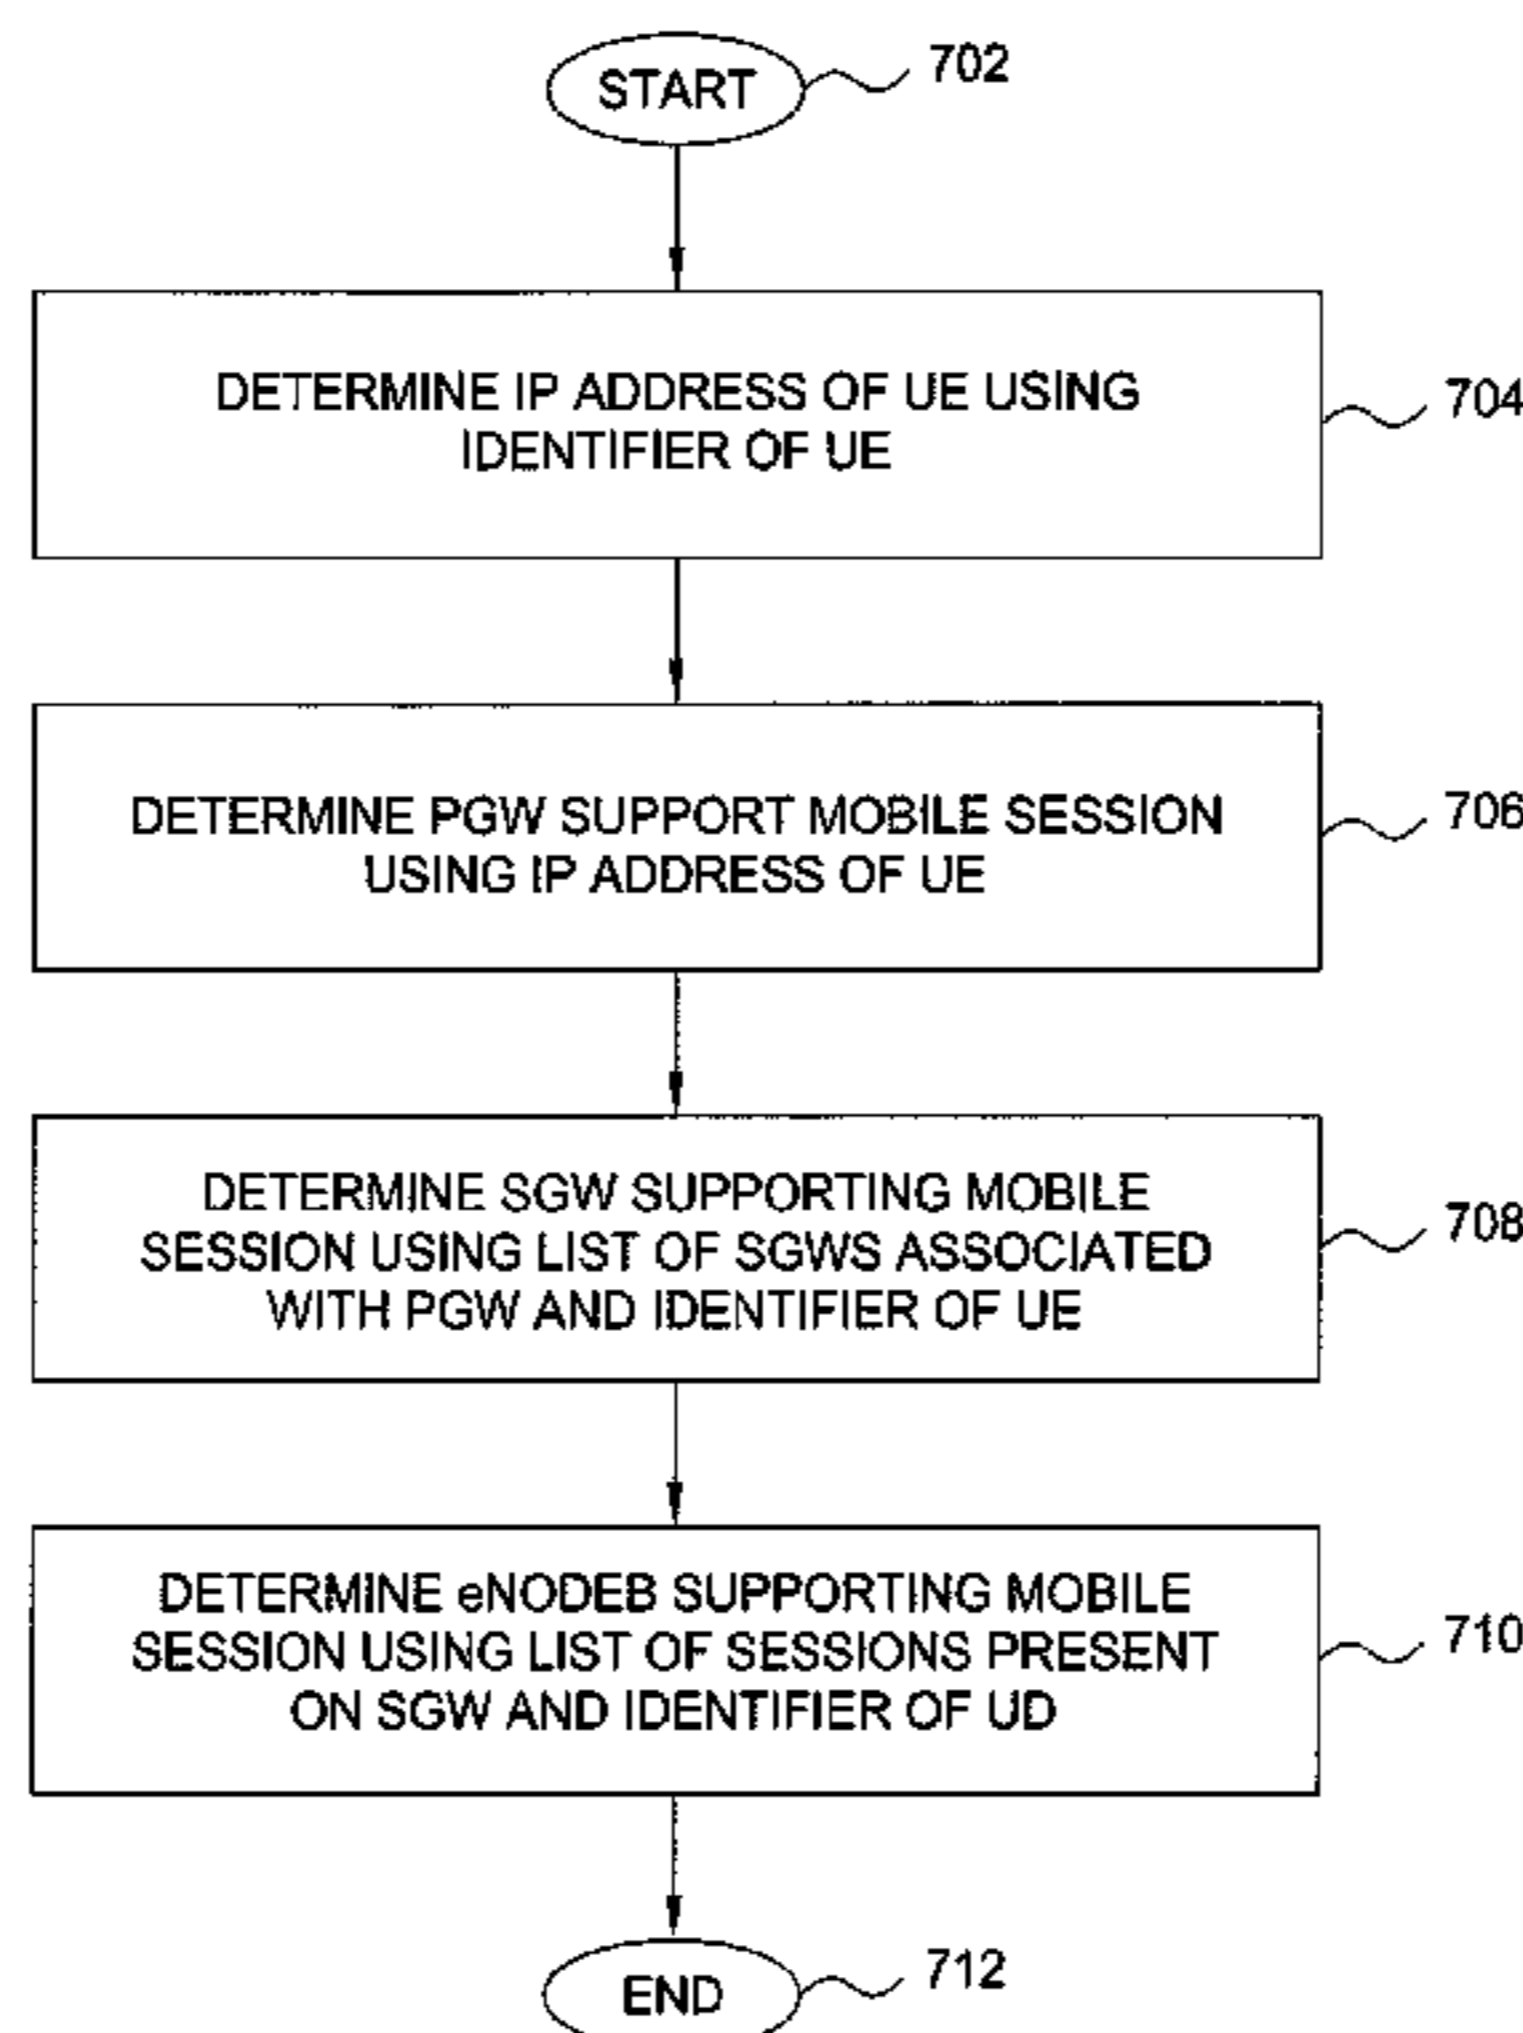 START
702
DETERMINE IP ADDRESS OF UE USING
IDENTIFIER OF UE
704
DETERMINE PGW SUPPORT MOBILE SESSION
USING IP ADDRESS OF UE
706
DETERMINE SGW SUPPORTING MOBILE
SESSION USING LIST OF SGWS ASSOCIATED
WITH PGW AND IDENTIFIER OF UE
708
DETERMINE eNODEB SUPPORTING MOBILE
SESSION USING LIST OF SESSIONS PRESENT
ON SGW AND IDENTIFIER OF UD
710
END
712